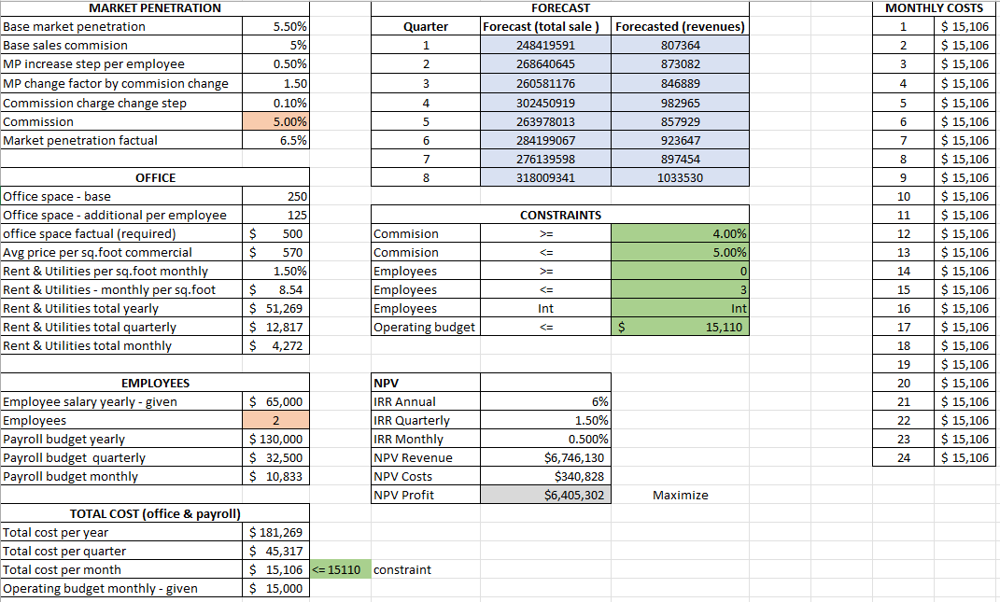 MARKET PENETRATION
Base market penetration 5.50%
Base sales commision 5%
MP increase step per employee 0.50%
MP change factor by commision change 1.50
Commission charge change step 0.10%
Commission 5.00%
Market penetration factual 6.5%
OFFICE
Office space - base 250
Office space - additional per employee 125
office space factual (required) $ 500
Avg price per sq.foot commercial $ 570
Rent & Utilities per sq.foot monthly 1.50%
Rent & Utilities - monthly per sq.foot $ 8.54
Rent & Utilities total yearly $ 51,269
Rent & Utilities total quarterly $ 12,817
Rent & Utilities total monthly $ 4,272
EMPLOYEES
Employee salary yearly - given $ 65,000
Employees 2
Payroll budget yearly $ 130,000
Payroll budget quarterly $ 32,500
Payroll budget monthly $ 10,833
TOTAL COST (office & payroll)
Total cost per year $ 181,269
Total cost per quarter $ 45,317
Total cost per month $ 15,106 <= 15110 constraint
Operating budget monthly - given $ 15,000
FORECAST
Quarter Forecast (total sale ) Forecasted (revenues)
1 248419591 807364
2 268640645 873082
3 260581176 846889
4 302450919 982965
5 263978013 857929
6 284199067 923647
7 276139598 897454
8 318009341 1033530
CONSTRAINTS
Commision >= 4.00%
Commision <= 5.00%
Employees >= 0
Employees <= 3
Employees Int Int
Operating budget <= $ 15,110
NPV
IRR Annual 6%
IRR Quarterly 1.50%
IRR Monthly 0.500%
NPV Revenue $6,746,130
NPV Costs $340,828
NPV Profit $6,405,302 Maximize
MONTHLY COSTS
1 $ 15,106
2 $ 15,106
3 $ 15,106
4 $ 15,106
5 $ 15,106
6 $ 15,106
7 $ 15,106
8 $ 15,106
9 $ 15,106
10 $ 15,106
11 $ 15,106
12 $ 15,106
13 $ 15,106
14 $ 15,106
15 $ 15,106
16 $ 15,106
17 $ 15,106
18 $ 15,106
19 $ 15,106
20 $ 15,106
21 $ 15,106
22 $ 15,106
23 $ 15,106
24 $ 15,106